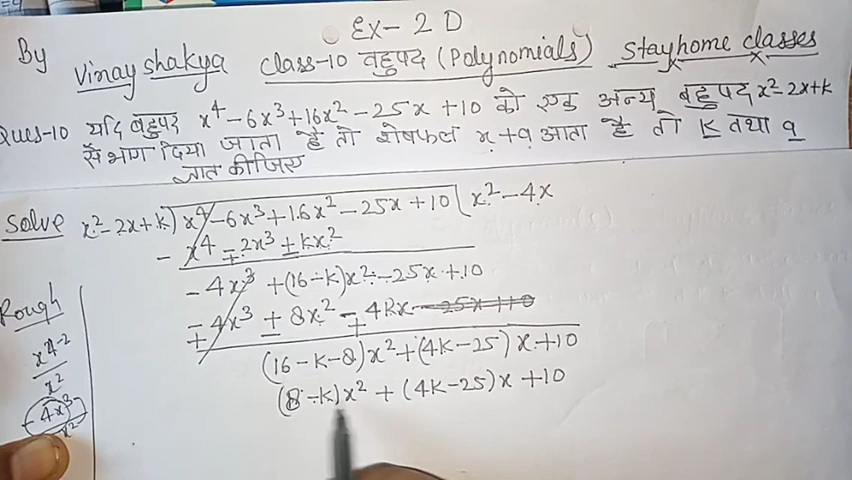 Ex-2D
By Vinay shakya Class-10 बहुपद (Polynomials) Stayhome classes
Ques-10 यदि बहुपद x⁴-6x³+16x²-25x+10 को एक अन्य बहुपद x²-2x+k
से भाग दिया जाता है तो शेषफल x+a आता है तो K तथा a
ज्ञात कीजिए
Solve x²-2x+k) x⁴-6x³+16x²-25x+10 (x²-4x
- x⁴ ∓ 2x³ ± kx²
- 4x³ +(16-k)x²-25x+10
∓ 4x³ ± 8x² ∓ 4kx -25x+10
(16-k-8)x²+(4k-25)x+10
(8-k)x² + (4k-25)x +10
Rough
x⁴⁻²
x²
-4x³
x²